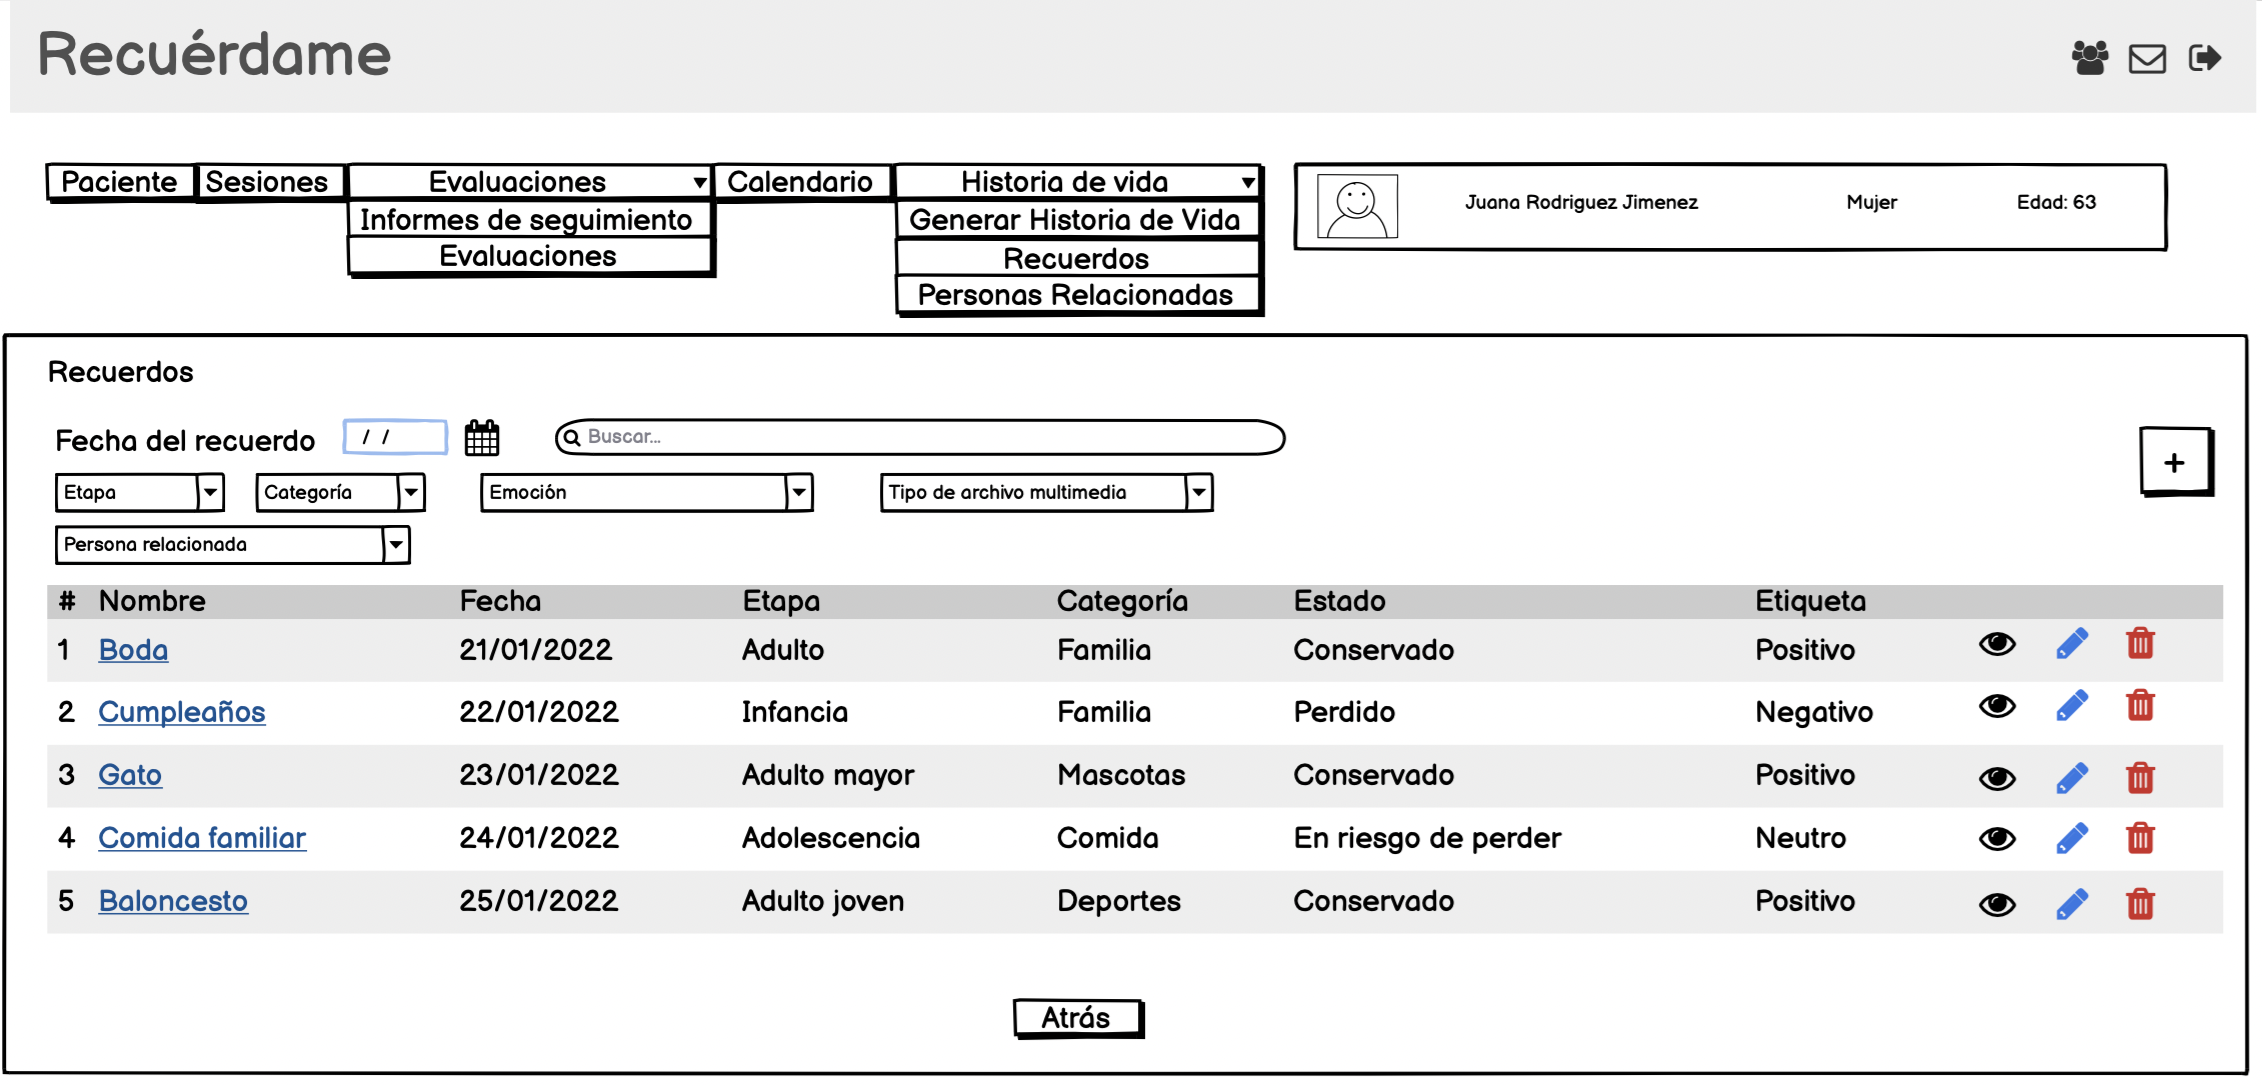 Recuérdame
Paciente Sesiones Evaluaciones Calendario Historia de vida
Informes de seguimiento
Evaluaciones
Generar Historia de Vida
Recuerdos
Personas Relacionadas
Juana Rodriguez Jimenez Mujer Edad: 63
Recuerdos
Fecha del recuerdo / / Buscar...
+
Etapa Categoría Emoción Tipo de archivo multimedia
Persona relacionada
# Nombre Fecha Etapa Categoría Estado Etiqueta
1 Boda 21/01/2022 Adulto Familia Conservado Positivo
2 Cumpleaños 22/01/2022 Infancia Familia Perdido Negativo
3 Gato 23/01/2022 Adulto mayor Mascotas Conservado Positivo
4 Comida familiar 24/01/2022 Adolescencia Comida En riesgo de perder Neutro
5 Baloncesto 25/01/2022 Adulto joven Deportes Conservado Positivo
Atrás